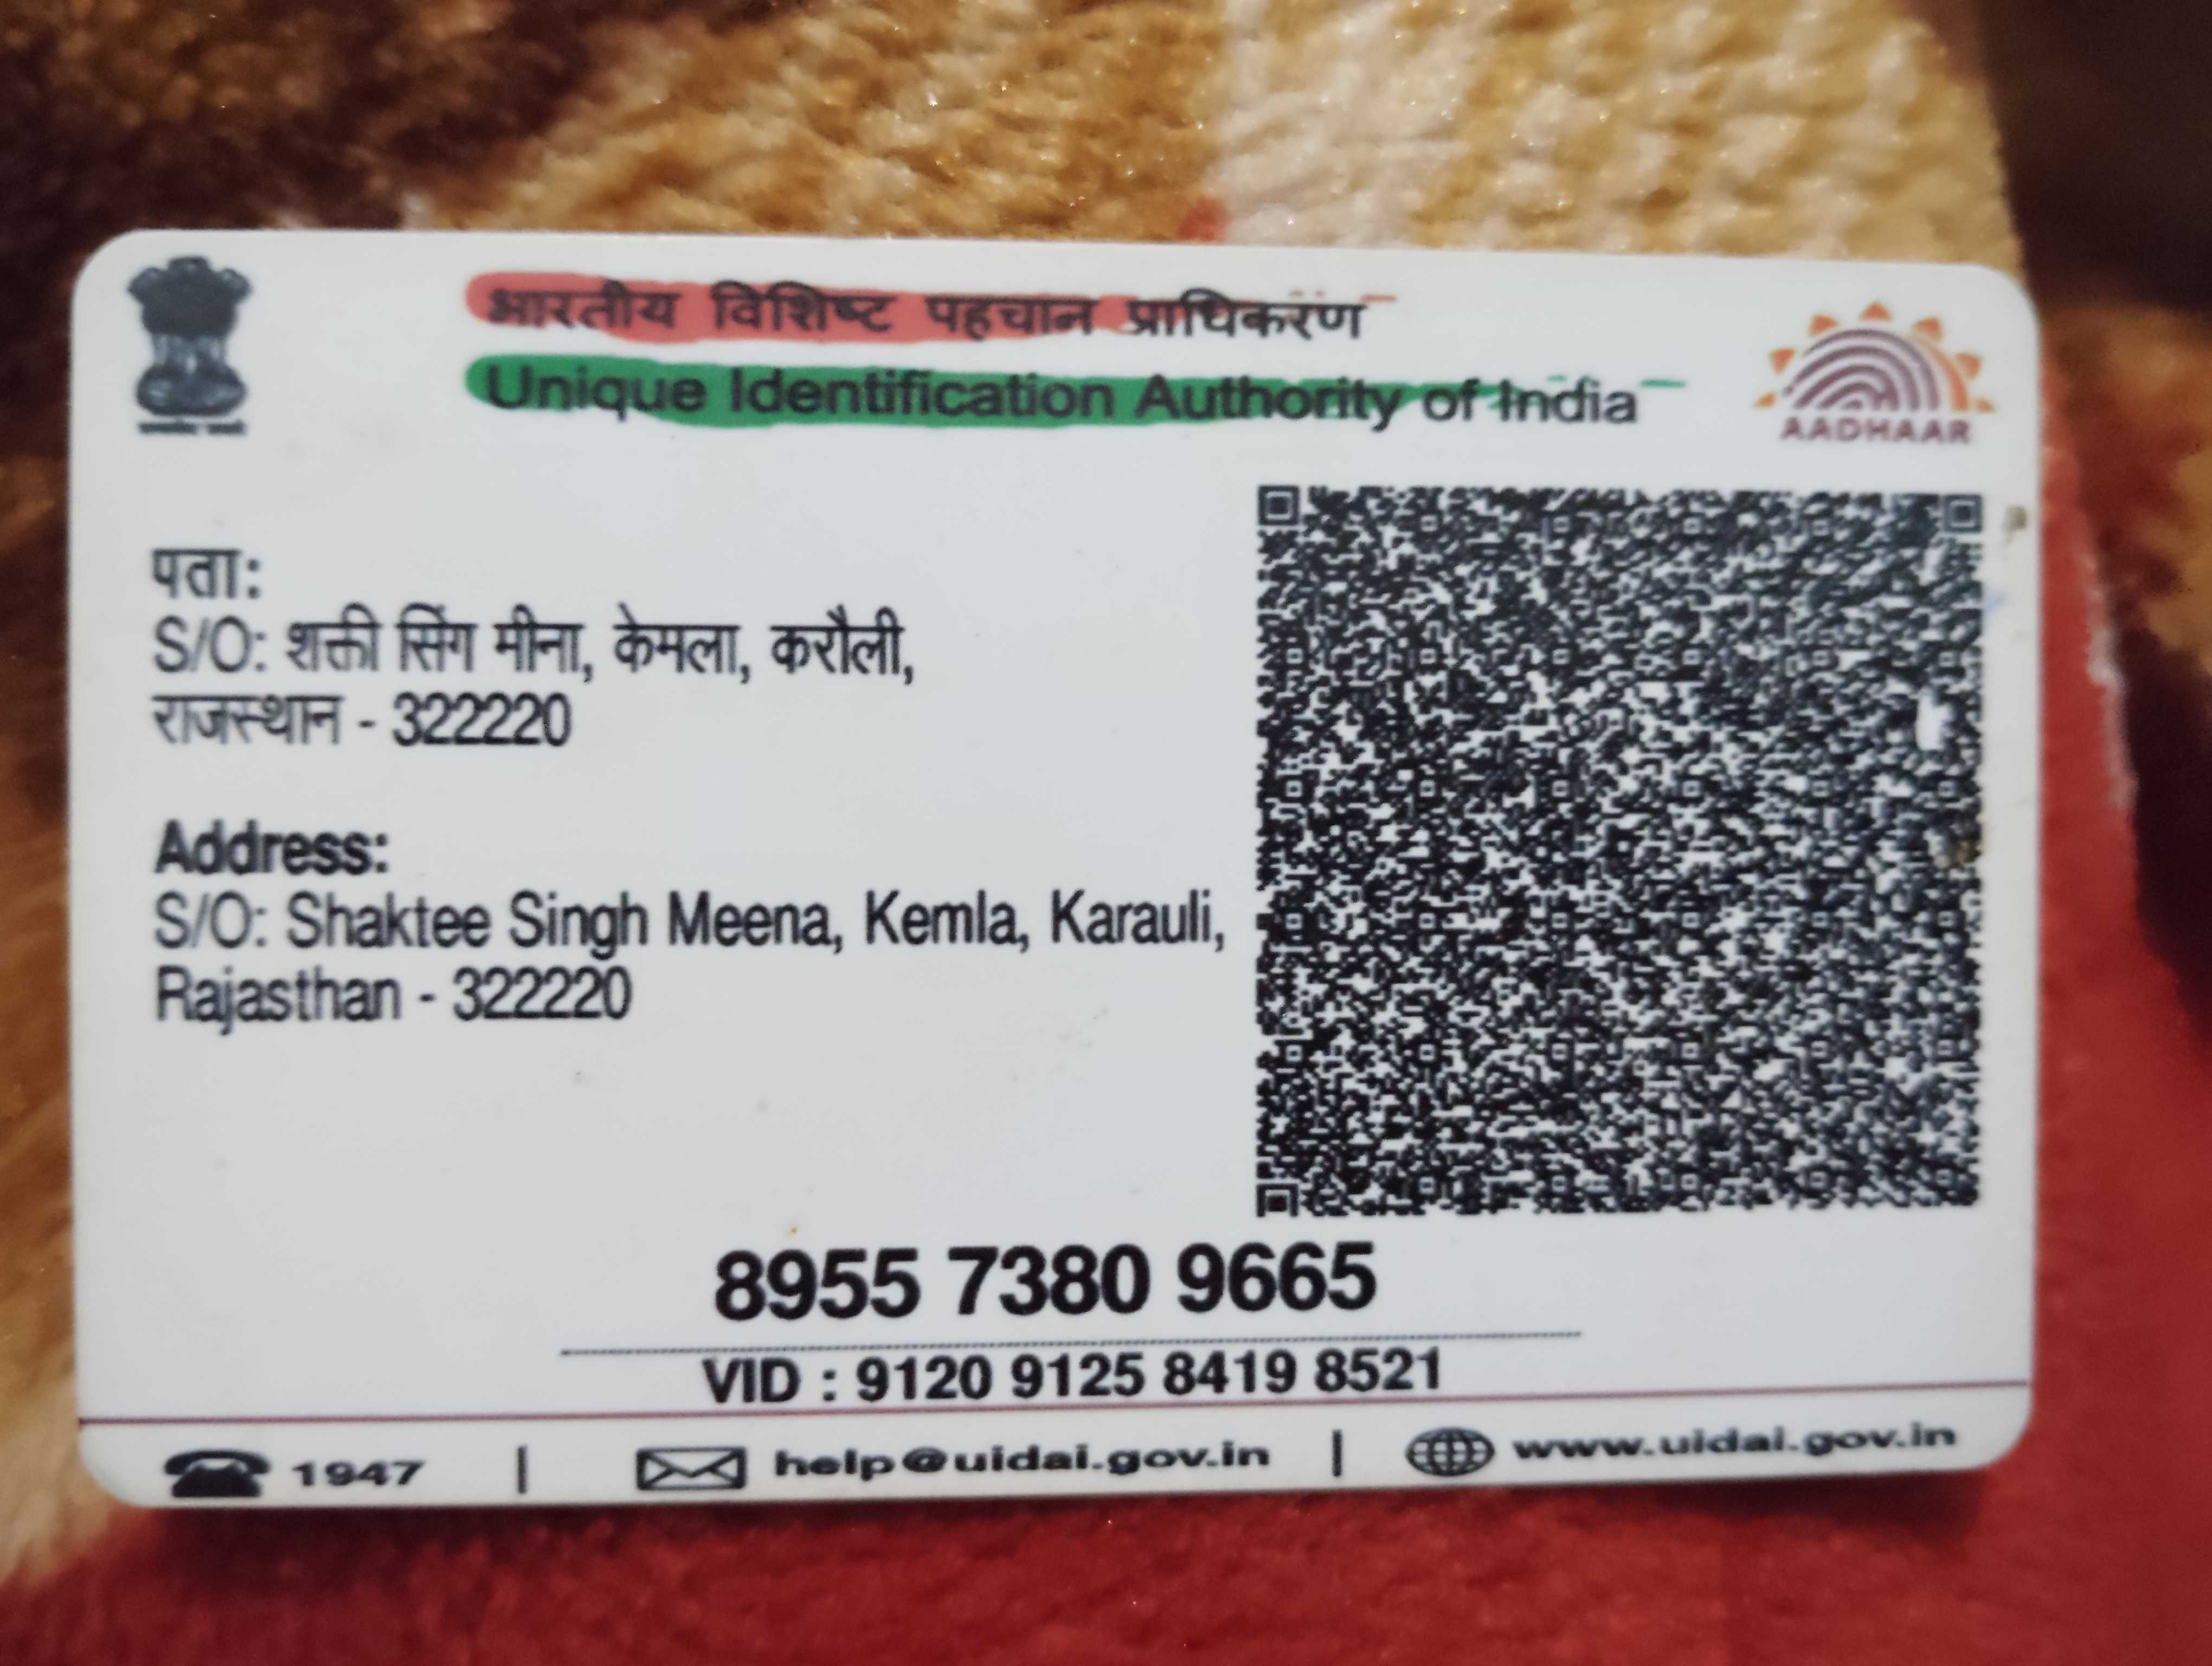 भारतीय विशिष्ट पहचान प्राधिकरण
Unique Identification Authority of India
AADHAAR
पता:
S/O: शक्ती सिंग मीना, केमला, करौली,
राजस्थान - 322220
Address:
S/O: Shaktee Singh Meena, Kemla, Karauli,
Rajasthan - 322220
8955 7380 9665
VID : 9120 9125 8419 8521
1947 | help@uidai.gov.in | www.uidai.gov.in